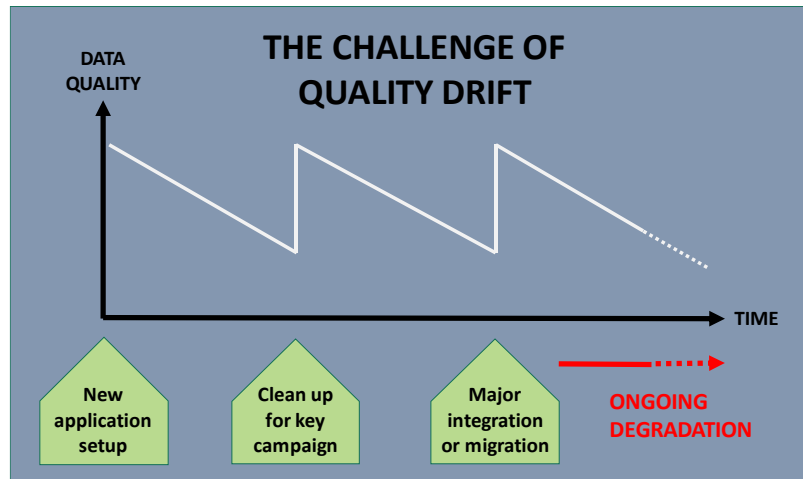 THE CHALLENGE OF
QUALITY DRIFT
DATA
QUALITY
TIME
New
application
setup
Clean up
for key
campaign
Major
integration
or migration
ONGOING
DEGRADATION